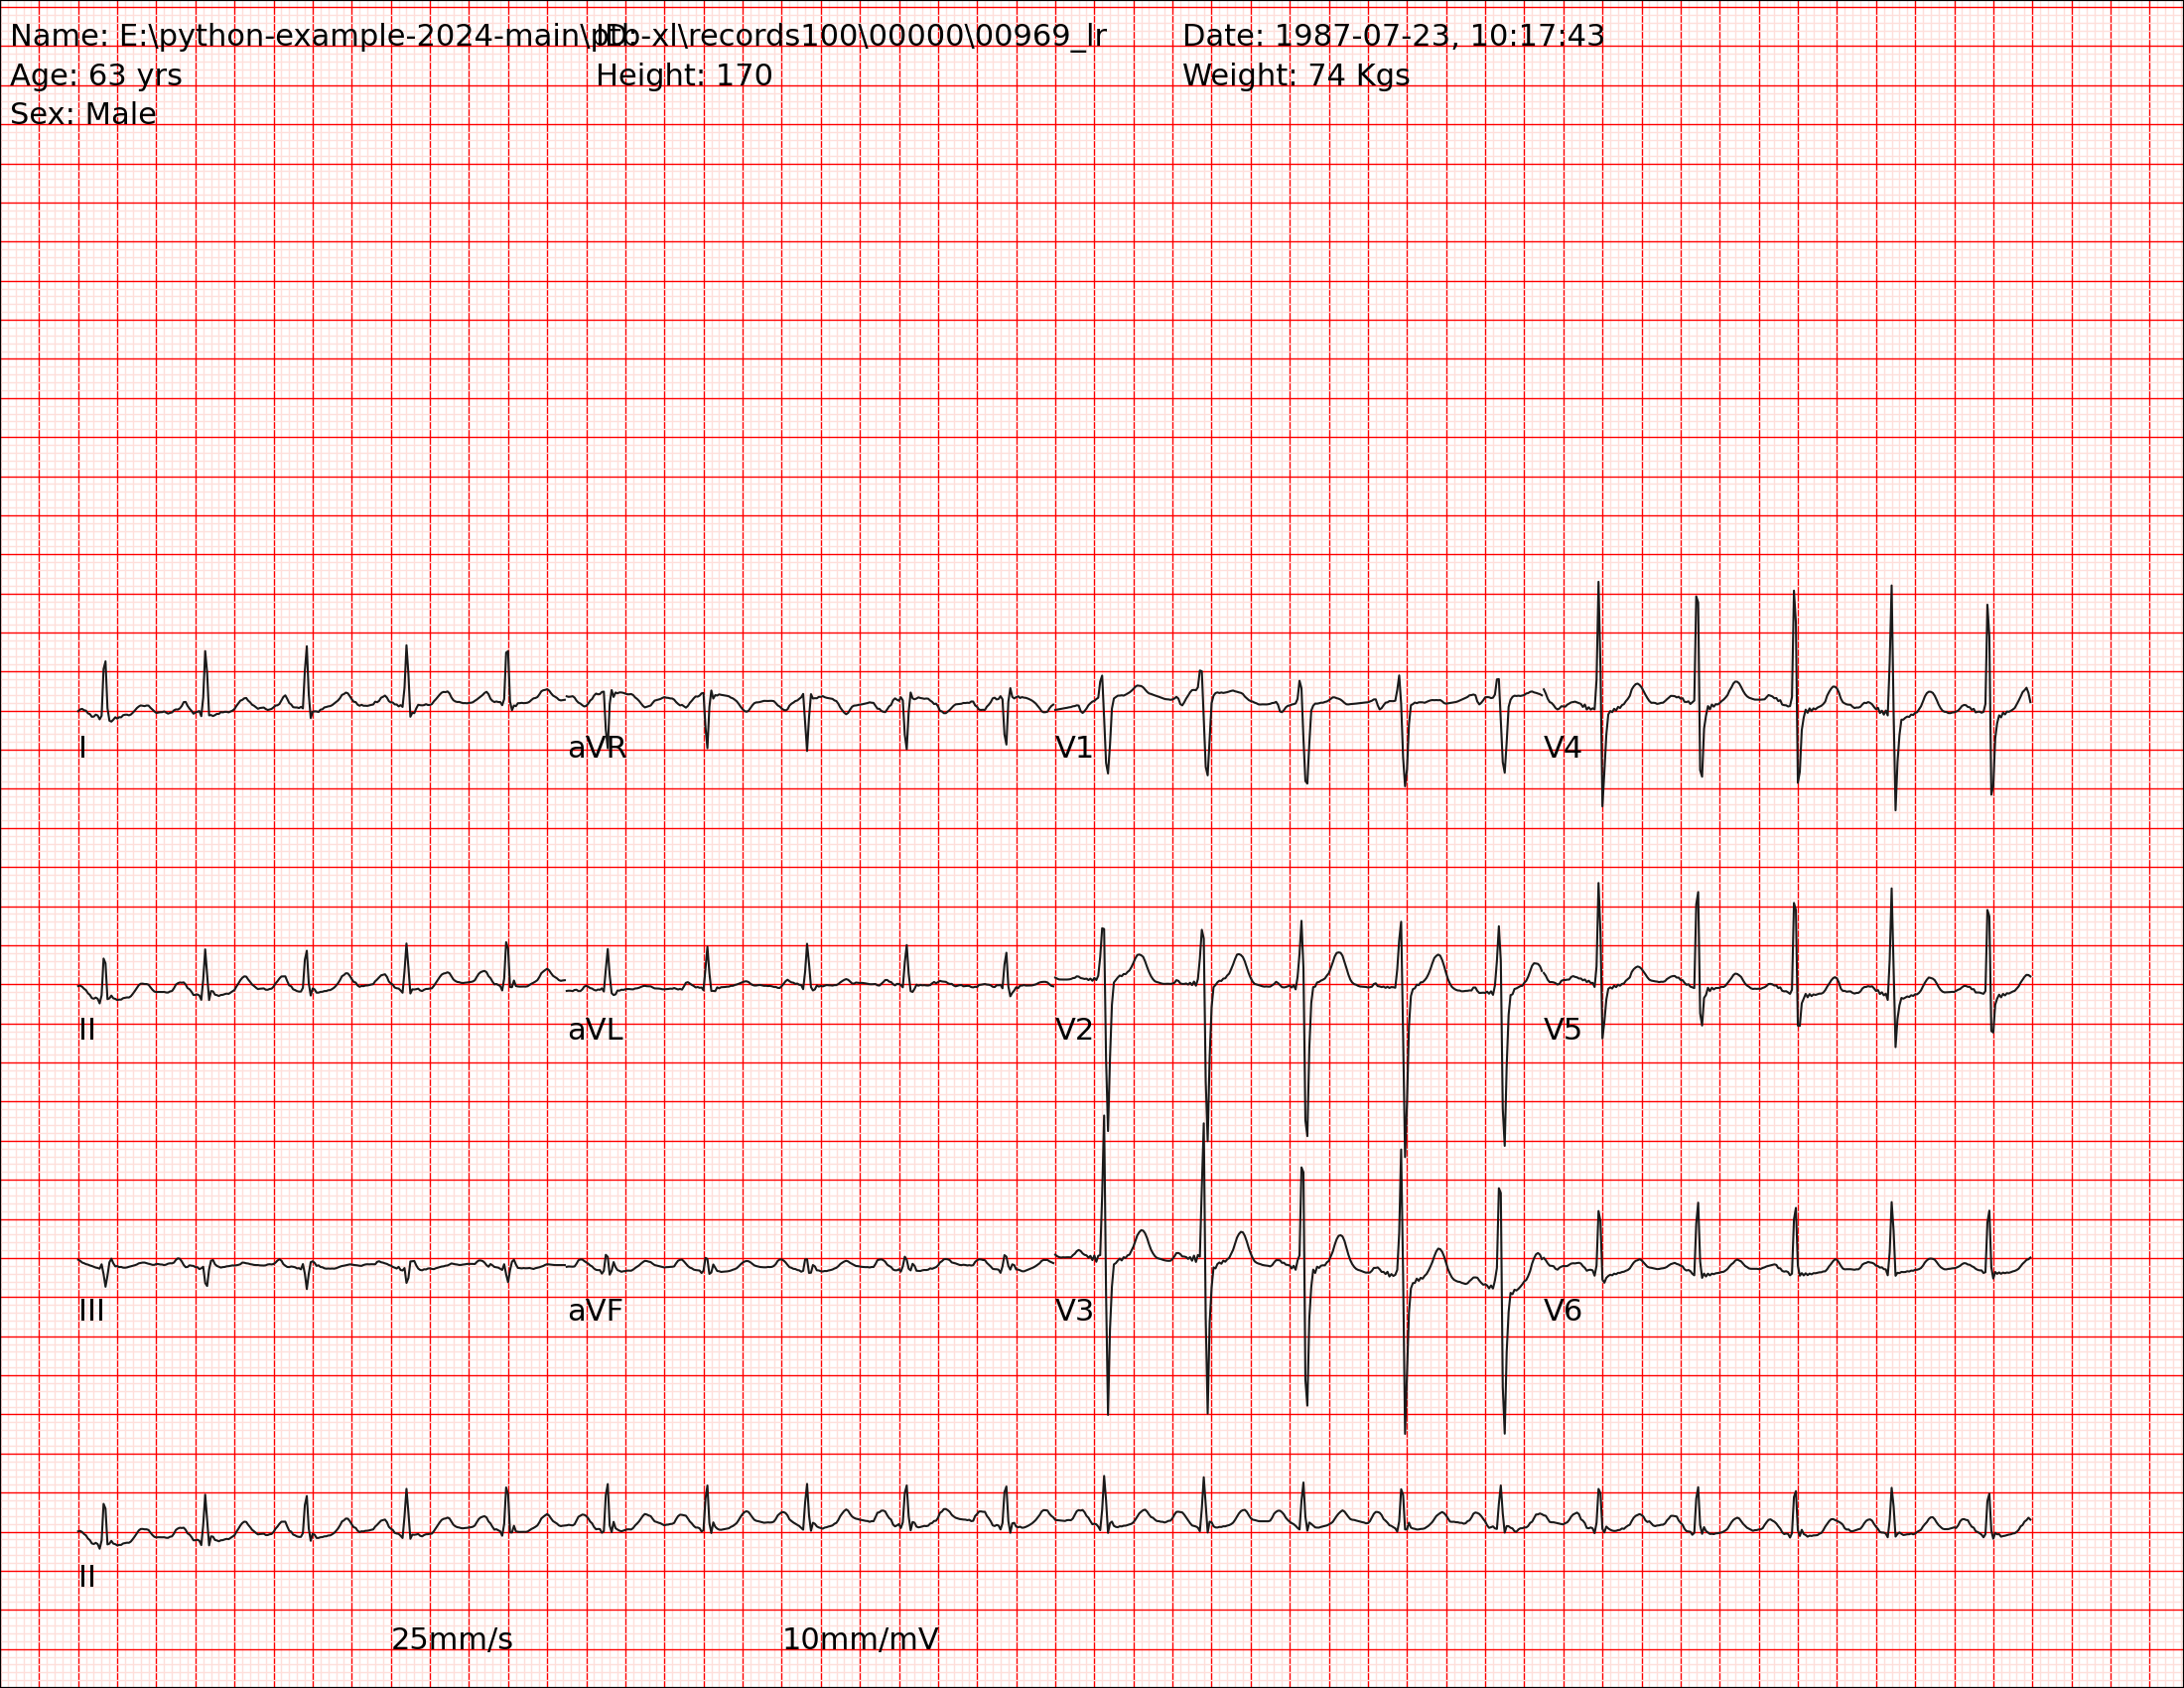 Name: E:\python-example-2024-main\ptb-xl\records100\00000\00969_lr ID: Date: 1987-07-23, 10:17:43
Age: 63 yrs Height: 170 Weight: 74 Kgs
Sex: Male
I aVR V1 V4
II aVL V2 V5
III aVF V3 V6
II
25mm/s 10mm/mV